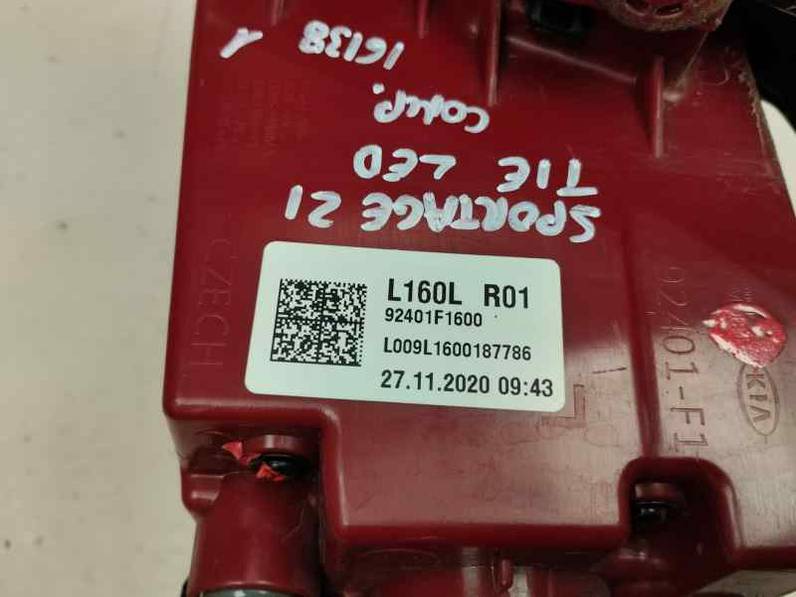 SPORTAGE 21
TIE LED
COMP.
16138
1
L160L R01
92401F1600
L009L1600187786
27.11.2020 09:43
CZECH
92401-F1
KIA